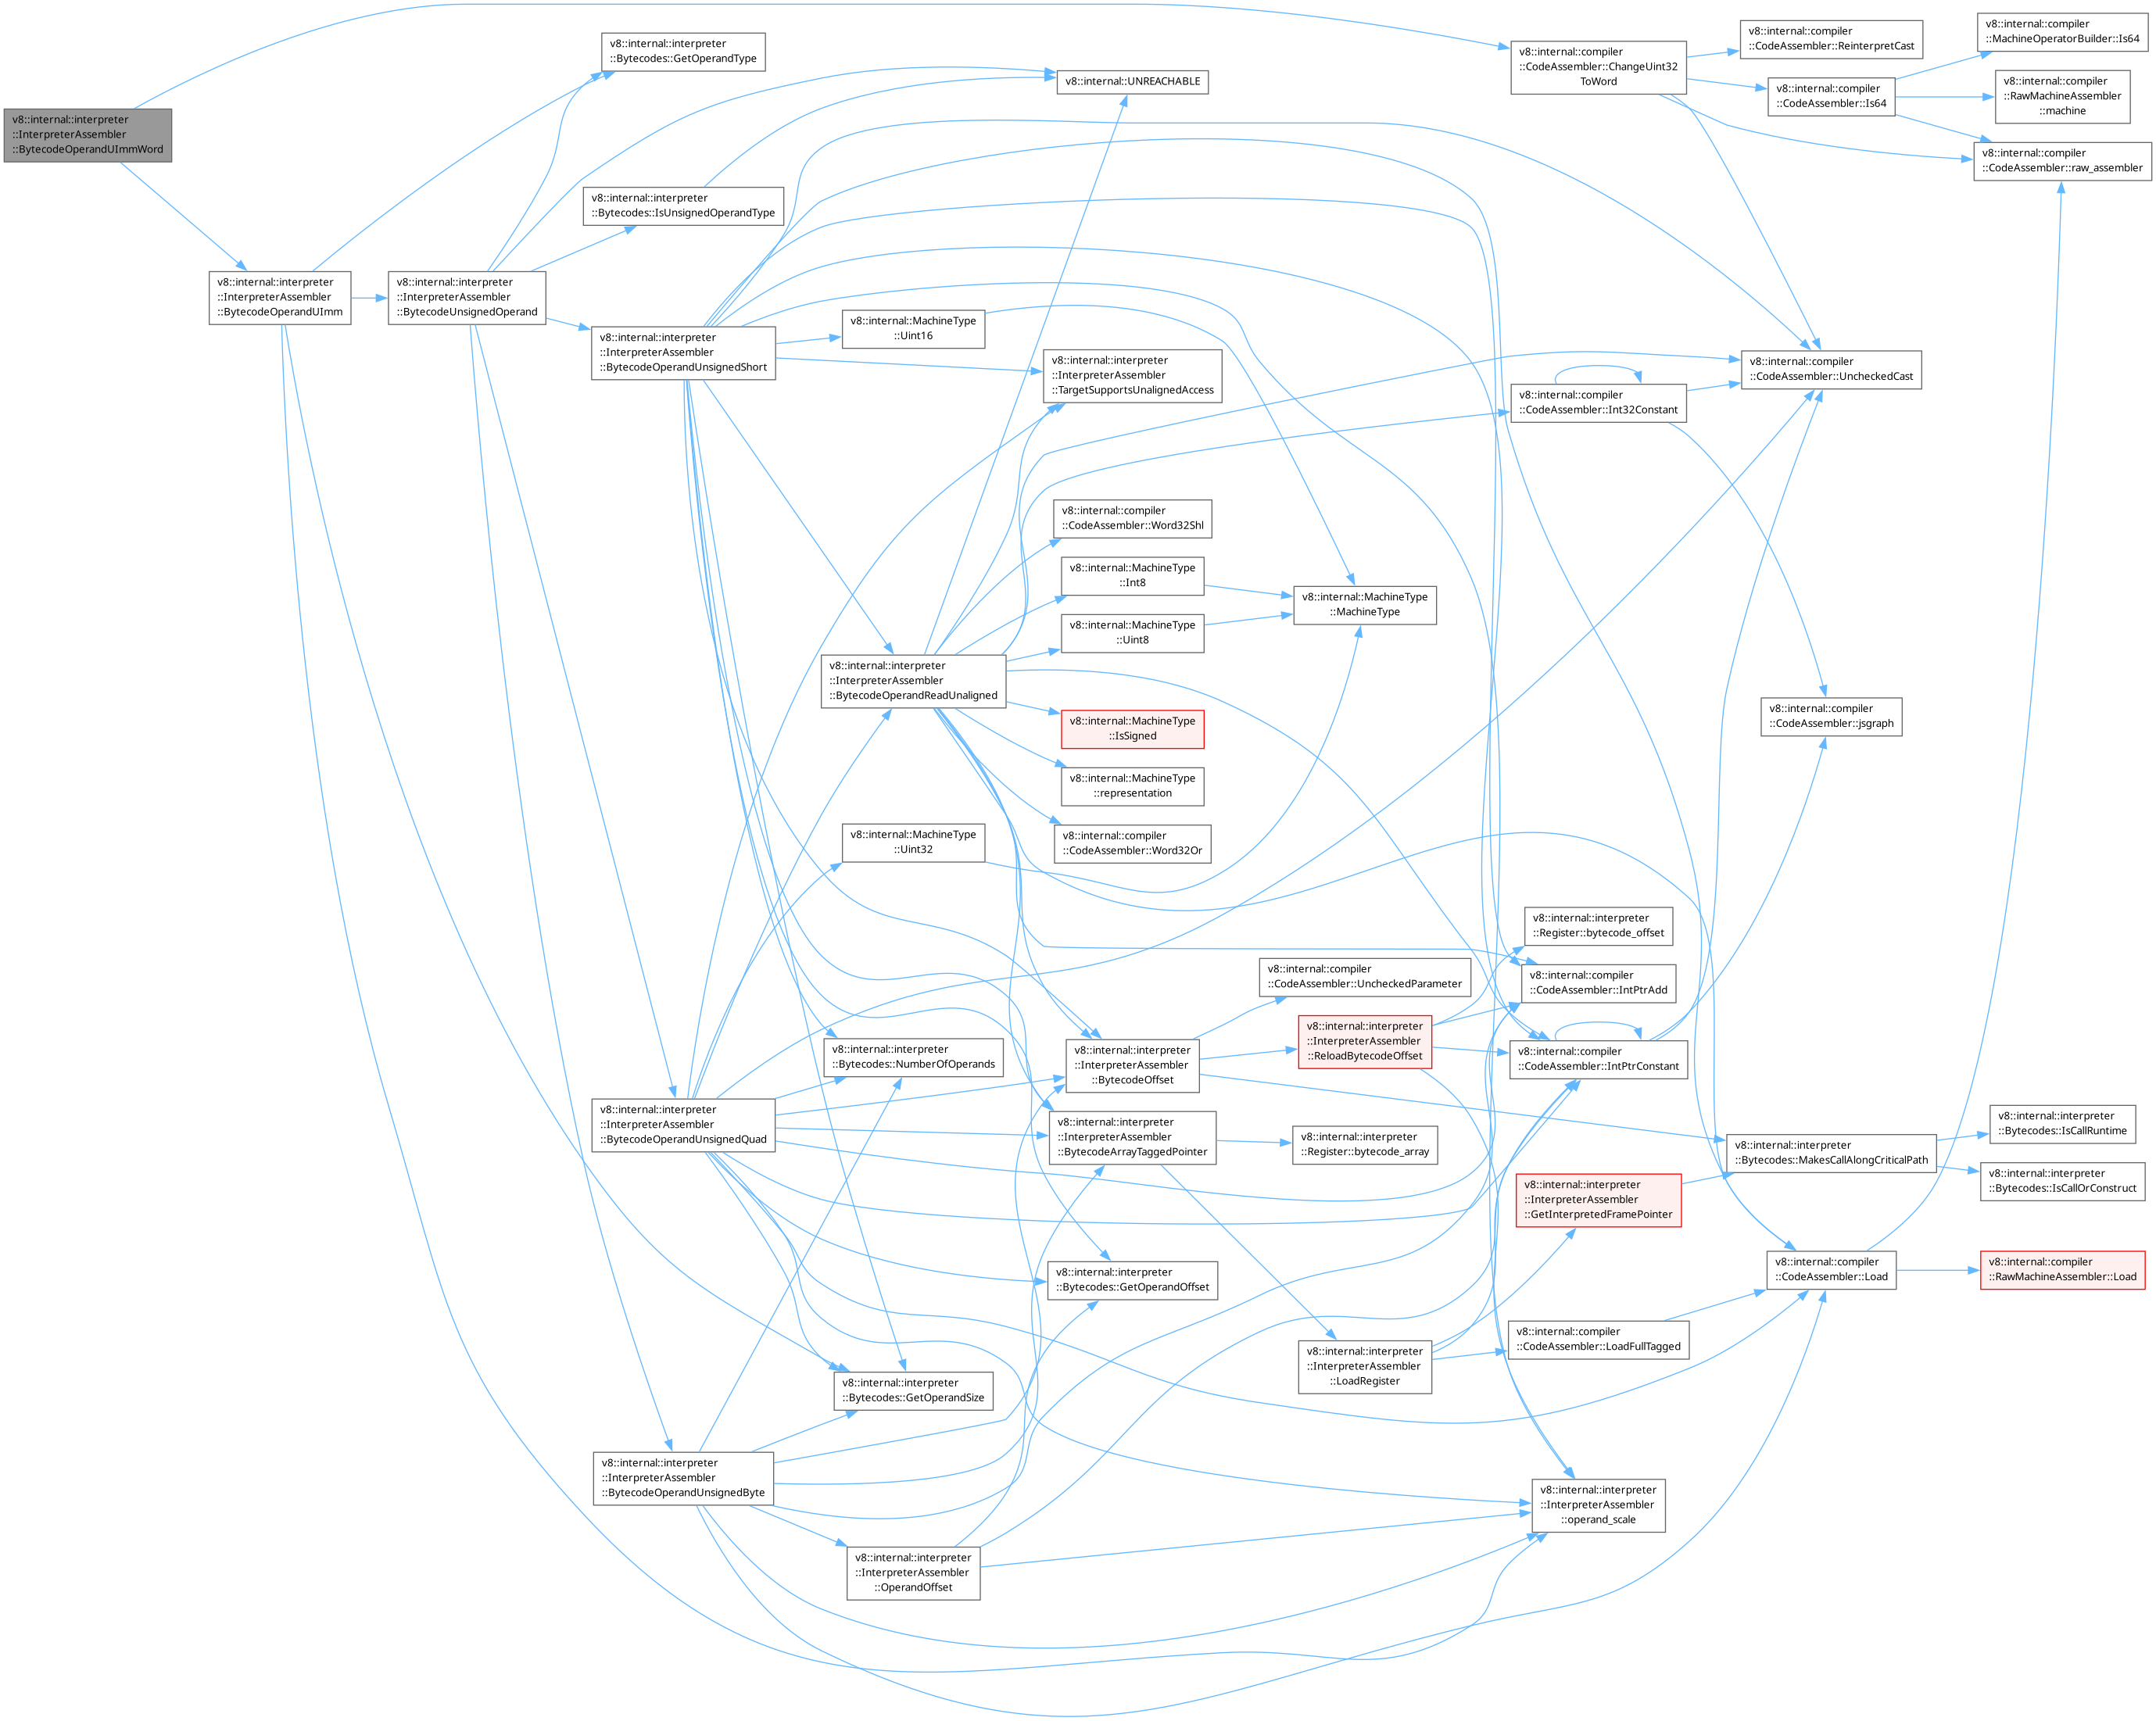 v8::internal::interpreter
::InterpreterAssembler
::BytecodeOperandUImmWord
v8::internal::interpreter
::InterpreterAssembler
::BytecodeOperandUImm
v8::internal::interpreter
::Bytecodes::GetOperandType
v8::internal::interpreter
::InterpreterAssembler
::BytecodeUnsignedOperand
v8::internal::interpreter
::Bytecodes::IsUnsignedOperandType
v8::internal::UNREACHABLE
v8::internal::interpreter
::InterpreterAssembler
::BytecodeOperandUnsignedShort
v8::internal::MachineType
::Uint16
v8::internal::interpreter
::InterpreterAssembler
::TargetSupportsUnalignedAccess
v8::internal::compiler
::CodeAssembler::ChangeUint32
ToWord
v8::internal::compiler
::CodeAssembler::ReinterpretCast
v8::internal::compiler
::CodeAssembler::Is64
v8::internal::compiler
::MachineOperatorBuilder::Is64
v8::internal::compiler
::RawMachineAssembler
::machine
v8::internal::compiler
::CodeAssembler::raw_assembler
v8::internal::compiler
::CodeAssembler::UncheckedCast
v8::internal::compiler
::CodeAssembler::Int32Constant
v8::internal::compiler
::CodeAssembler::Word32Shl
v8::internal::MachineType
::Int8
v8::internal::MachineType
::Uint8
v8::internal::MachineType
::MachineType
v8::internal::interpreter
::InterpreterAssembler
::BytecodeOperandReadUnaligned
v8::internal::MachineType
::IsSigned
v8::internal::MachineType
::representation
v8::internal::compiler
::CodeAssembler::Word32Or
v8::internal::compiler
::CodeAssembler::jsgraph
v8::internal::MachineType
::Uint32
v8::internal::interpreter
::Register::bytecode_offset
v8::internal::compiler
::CodeAssembler::UncheckedParameter
v8::internal::compiler
::CodeAssembler::IntPtrAdd
v8::internal::interpreter
::Bytecodes::NumberOfOperands
v8::internal::interpreter
::InterpreterAssembler
::BytecodeOffset
v8::internal::interpreter
::InterpreterAssembler
::ReloadBytecodeOffset
v8::internal::compiler
::CodeAssembler::IntPtrConstant
v8::internal::interpreter
::InterpreterAssembler
::BytecodeOperandUnsignedQuad
v8::internal::interpreter
::InterpreterAssembler
::BytecodeArrayTaggedPointer
v8::internal::interpreter
::Register::bytecode_array
v8::internal::interpreter
::Bytecodes::MakesCallAlongCriticalPath
v8::internal::interpreter
::Bytecodes::IsCallRuntime
v8::internal::interpreter
::Bytecodes::IsCallOrConstruct
v8::internal::interpreter
::InterpreterAssembler
::GetInterpretedFramePointer
v8::internal::interpreter
::Bytecodes::GetOperandOffset
v8::internal::compiler
::CodeAssembler::Load
v8::internal::compiler
::RawMachineAssembler::Load
v8::internal::compiler
::CodeAssembler::LoadFullTagged
v8::internal::interpreter
::InterpreterAssembler
::LoadRegister
v8::internal::interpreter
::Bytecodes::GetOperandSize
v8::internal::interpreter
::InterpreterAssembler
::BytecodeOperandUnsignedByte
v8::internal::interpreter
::InterpreterAssembler
::operand_scale
v8::internal::interpreter
::InterpreterAssembler
::OperandOffset